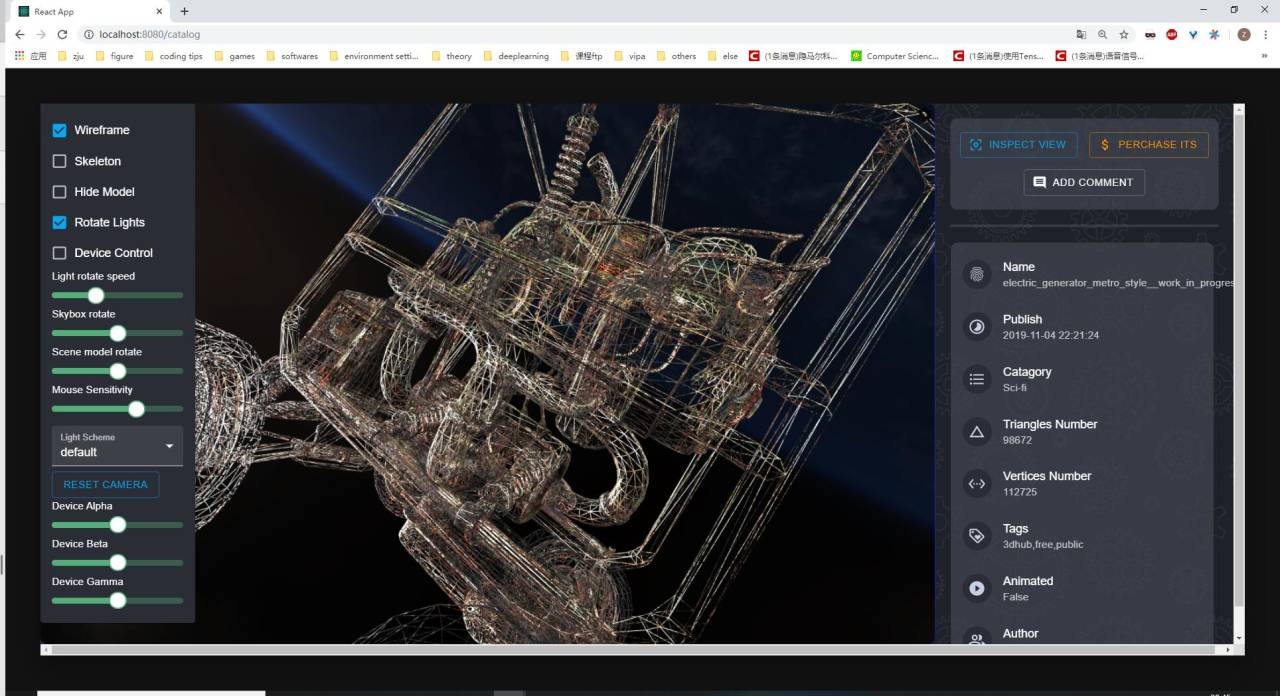 React App
localhost:8080/catalog
应用 zju figure coding tips games softwares environment setti... theory deeplearning 课程ftp vipa others else (1条消息)隐马尔科... Computer Scienc... (1条消息)使用Tens... (1条消息)语音信号...
Wireframe
Skeleton
Hide Model
Rotate Lights
Device Control
Light rotate speed
Skybox rotate
Scene model rotate
Mouse Sensitivity
Light Scheme
default
RESET CAMERA
Device Alpha
Device Beta
Device Gamma
INSPECT VIEW
$ PERCHASE ITS
ADD COMMENT
Name
electric_generator_metro_style__work_in_progres
Publish
2019-11-04 22:21:24
Catagory
Sci-fi
Triangles Number
98672
Vertices Number
112725
Tags
3dhub,free,public
Animated
False
Author